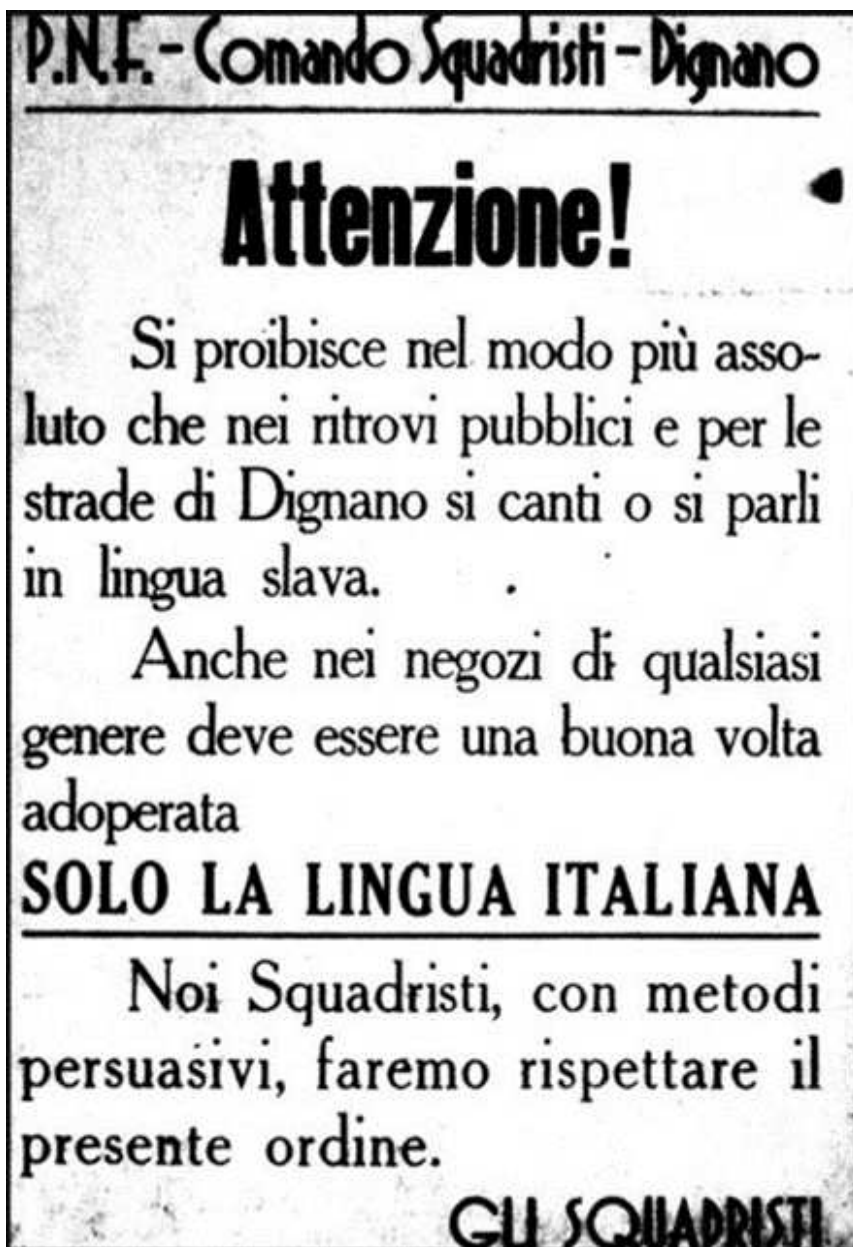 P.N.F. - Comando Squadristi - Dignano
Attenzione!
Si proibisce nel modo più asso-
luto che nei ritrovi pubblici e per le
strade di Dignano si canti o si parli
in lingua slava.
Anche nei negozi di qualsiasi
genere deve essere una buona volta
adoperata
SOLO LA LINGUA ITALIANA
Noi Squadristi, con metodi
persuasivi, faremo rispettare il
presente ordine.
GLI SQUADRISTI